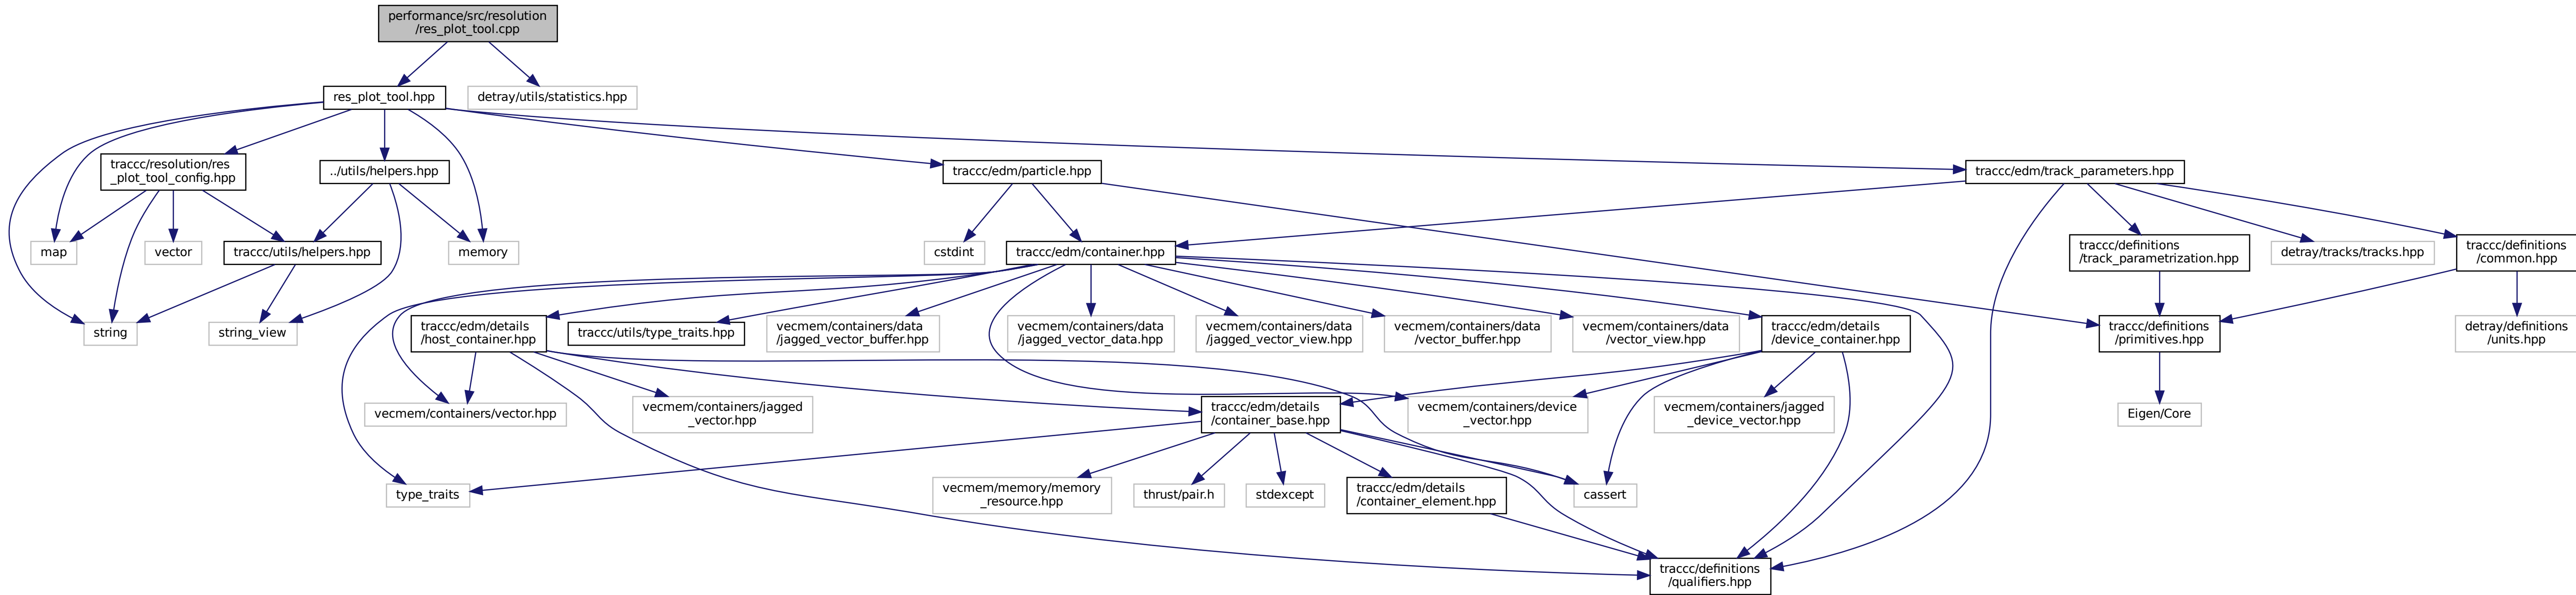 performance/src/resolution
/res_plot_tool.cpp
res_plot_tool.hpp
detray/utils/statistics.hpp
traccc/resolution/res
_plot_tool_config.hpp
../utils/helpers.hpp
traccc/edm/particle.hpp
traccc/edm/track_parameters.hpp
map
vector
traccc/utils/helpers.hpp
memory
cstdint
traccc/edm/container.hpp
traccc/definitions
/track_parametrization.hpp
detray/tracks/tracks.hpp
traccc/definitions
/common.hpp
string
string_view
traccc/edm/details
/host_container.hpp
traccc/utils/type_traits.hpp
vecmem/containers/data
/jagged_vector_buffer.hpp
vecmem/containers/data
/jagged_vector_data.hpp
vecmem/containers/data
/jagged_vector_view.hpp
vecmem/containers/data
/vector_buffer.hpp
vecmem/containers/data
/vector_view.hpp
traccc/edm/details
/device_container.hpp
traccc/definitions
/primitives.hpp
detray/definitions
/units.hpp
vecmem/containers/vector.hpp
vecmem/containers/jagged
_vector.hpp
traccc/edm/details
/container_base.hpp
vecmem/containers/device
_vector.hpp
vecmem/containers/jagged
_device_vector.hpp
Eigen/Core
type_traits
vecmem/memory/memory
_resource.hpp
thrust/pair.h
stdexcept
traccc/edm/details
/container_element.hpp
cassert
traccc/definitions
/qualifiers.hpp